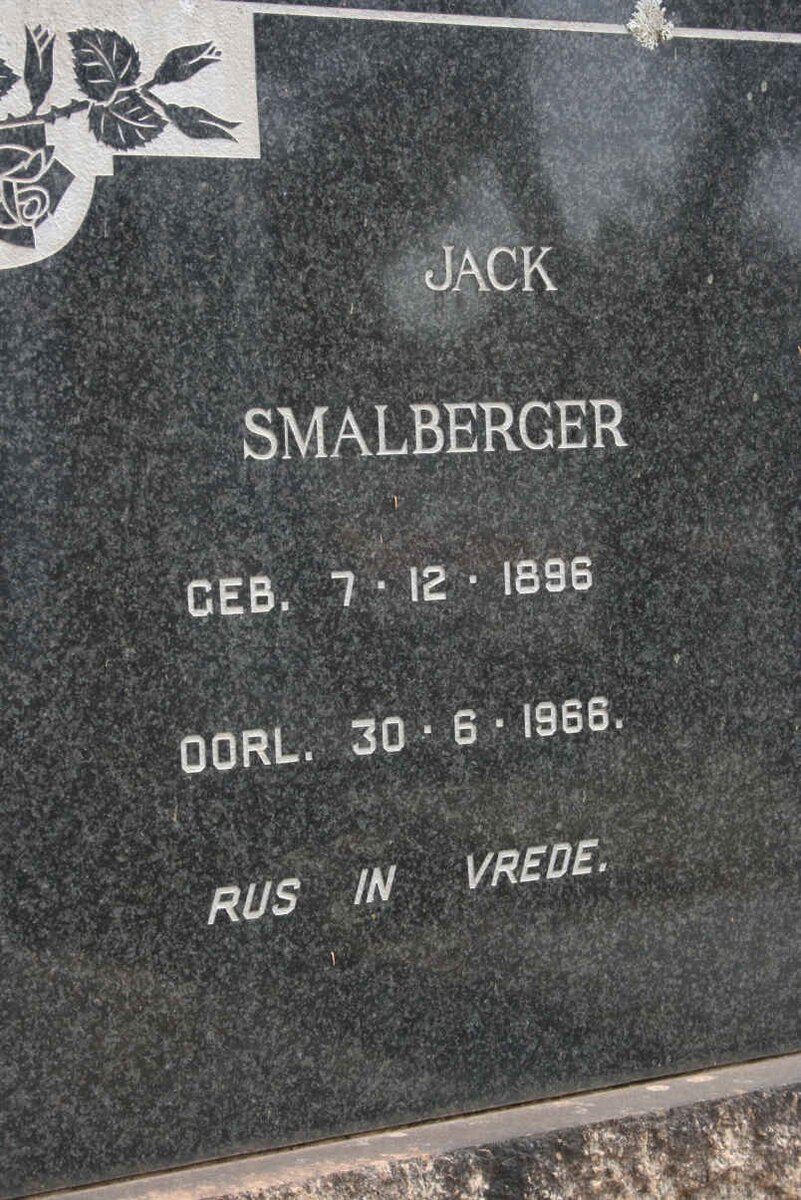 JACK
SMALBERGER
GEB. 7 · 12 · 1896
OORL. 30 · 6 · 1966.
RUS IN VREDE.